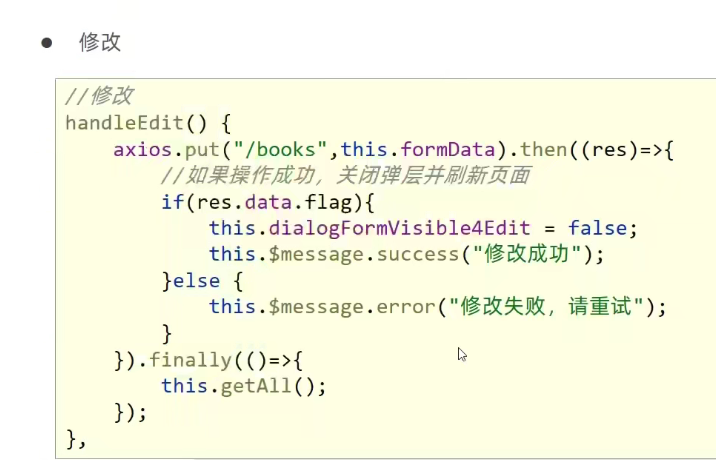 ● 修改
//修改
handleEdit() {
    axios.put("/books",this.formData).then((res)=>{
        //如果操作成功，关闭弹层并刷新页面
        if(res.data.flag){
            this.dialogFormVisible4Edit = false;
            this.$message.success("修改成功");
        }else {
            this.$message.error("修改失败，请重试");
        }
    }).finally(()=>{
        this.getAll();
    });
},